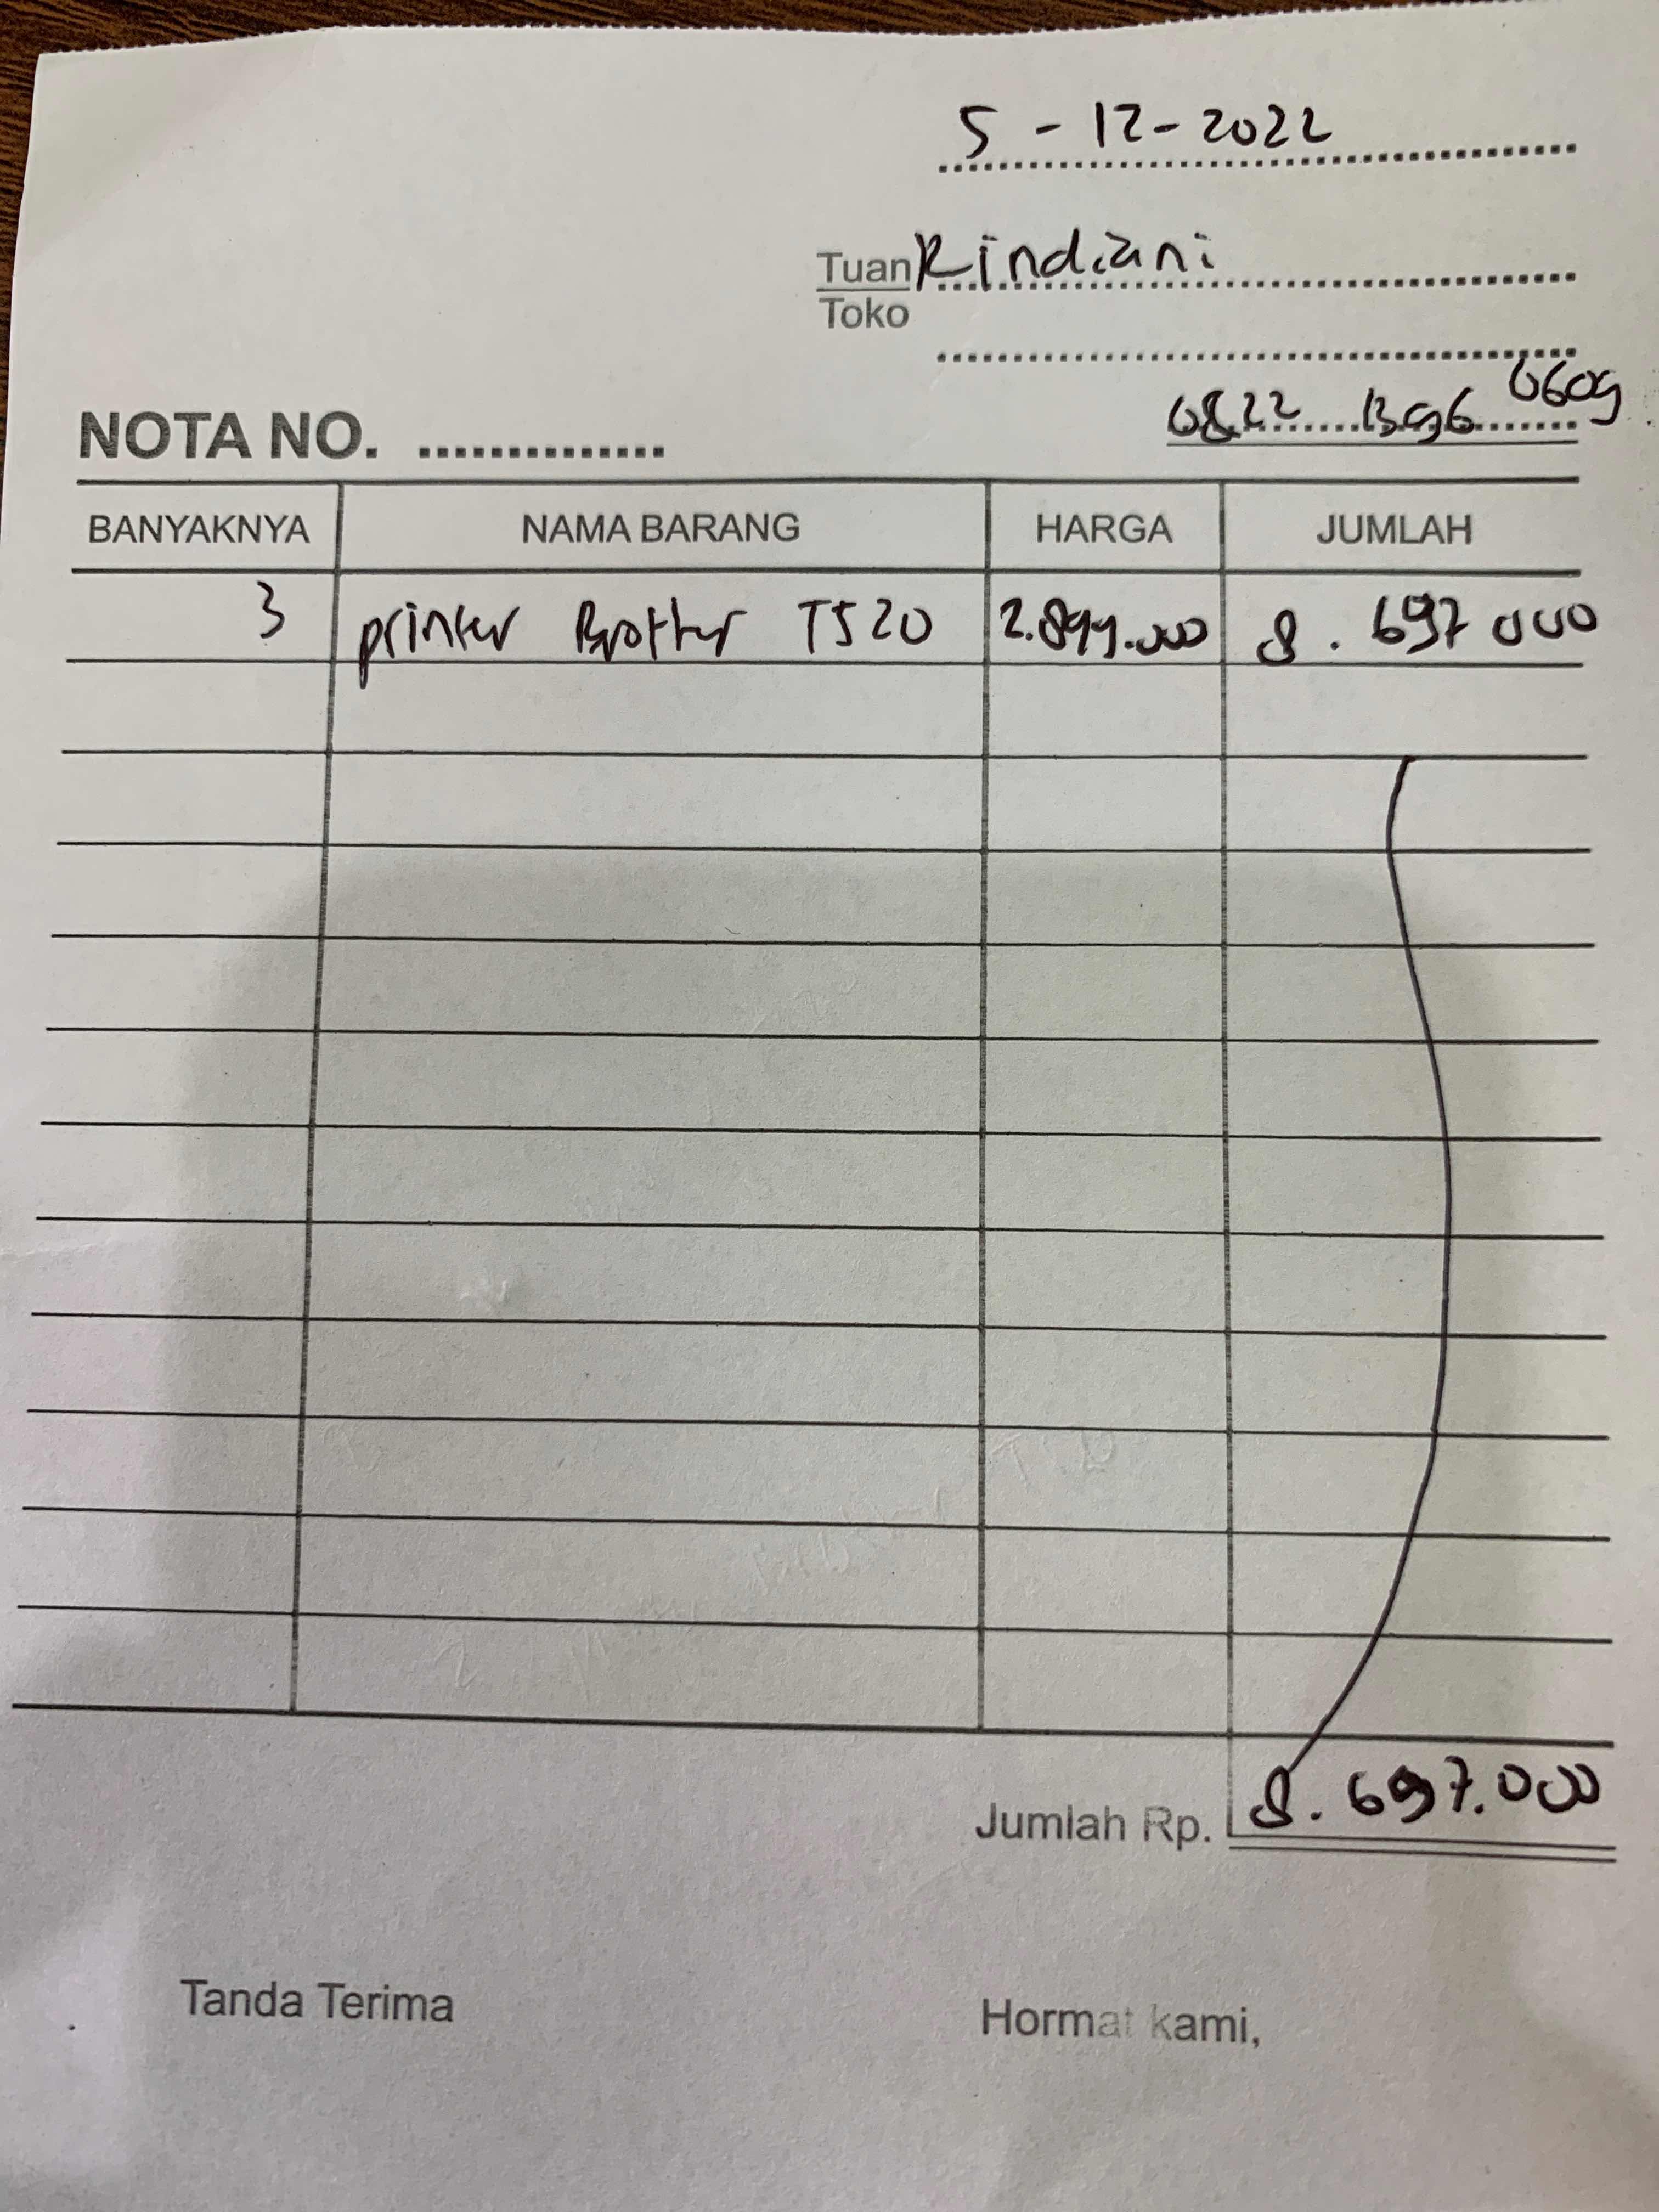 5 - 12 - 2022
Tuan Rindiani
Toko
0822 1396 0609
NOTA NO. ..............
BANYAKNYA NAMA BARANG HARGA JUMLAH
3 printer Brother T520 2.899.000 8.697 000
Jumlah Rp. 8.697.000
Tanda Terima Hormat kami,